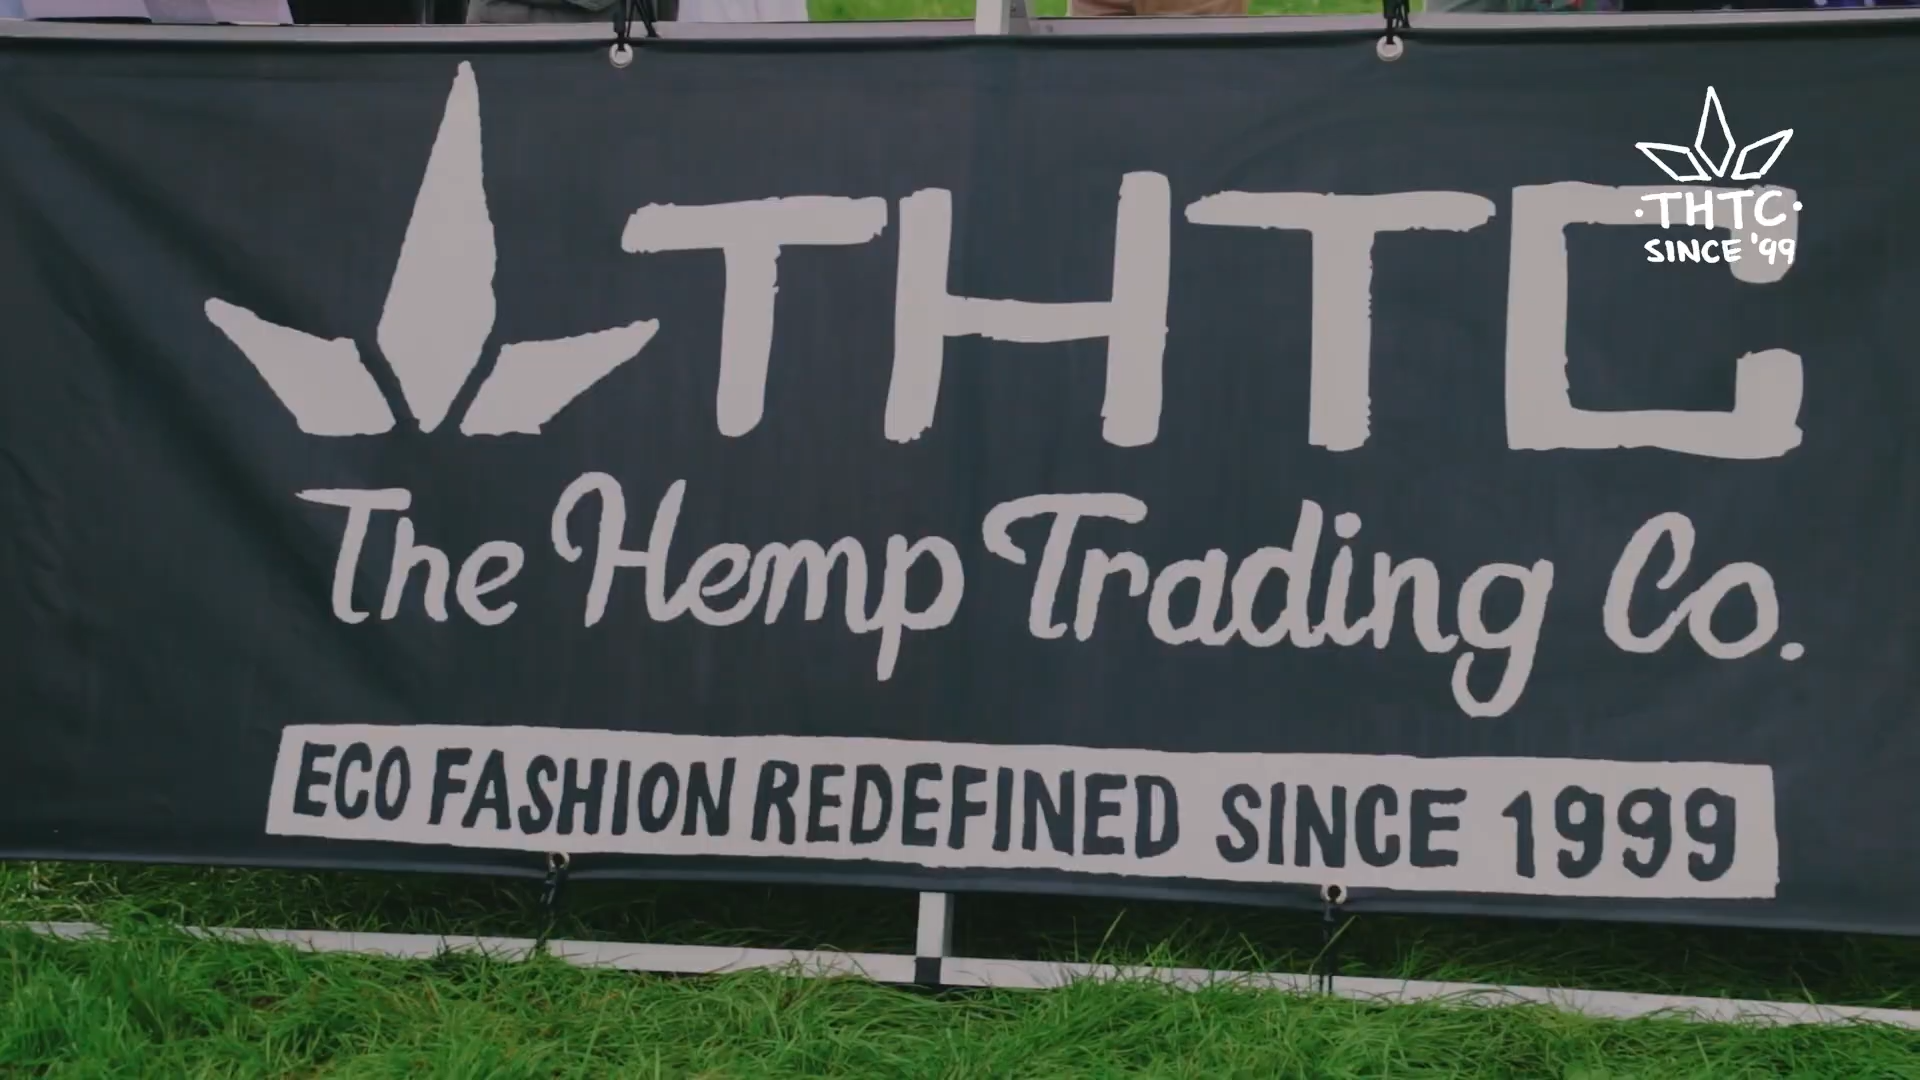 THTC
The Hemp Trading Co.
ECO FASHION REDEFINED SINCE 1999
·THTC·
SINCE '99